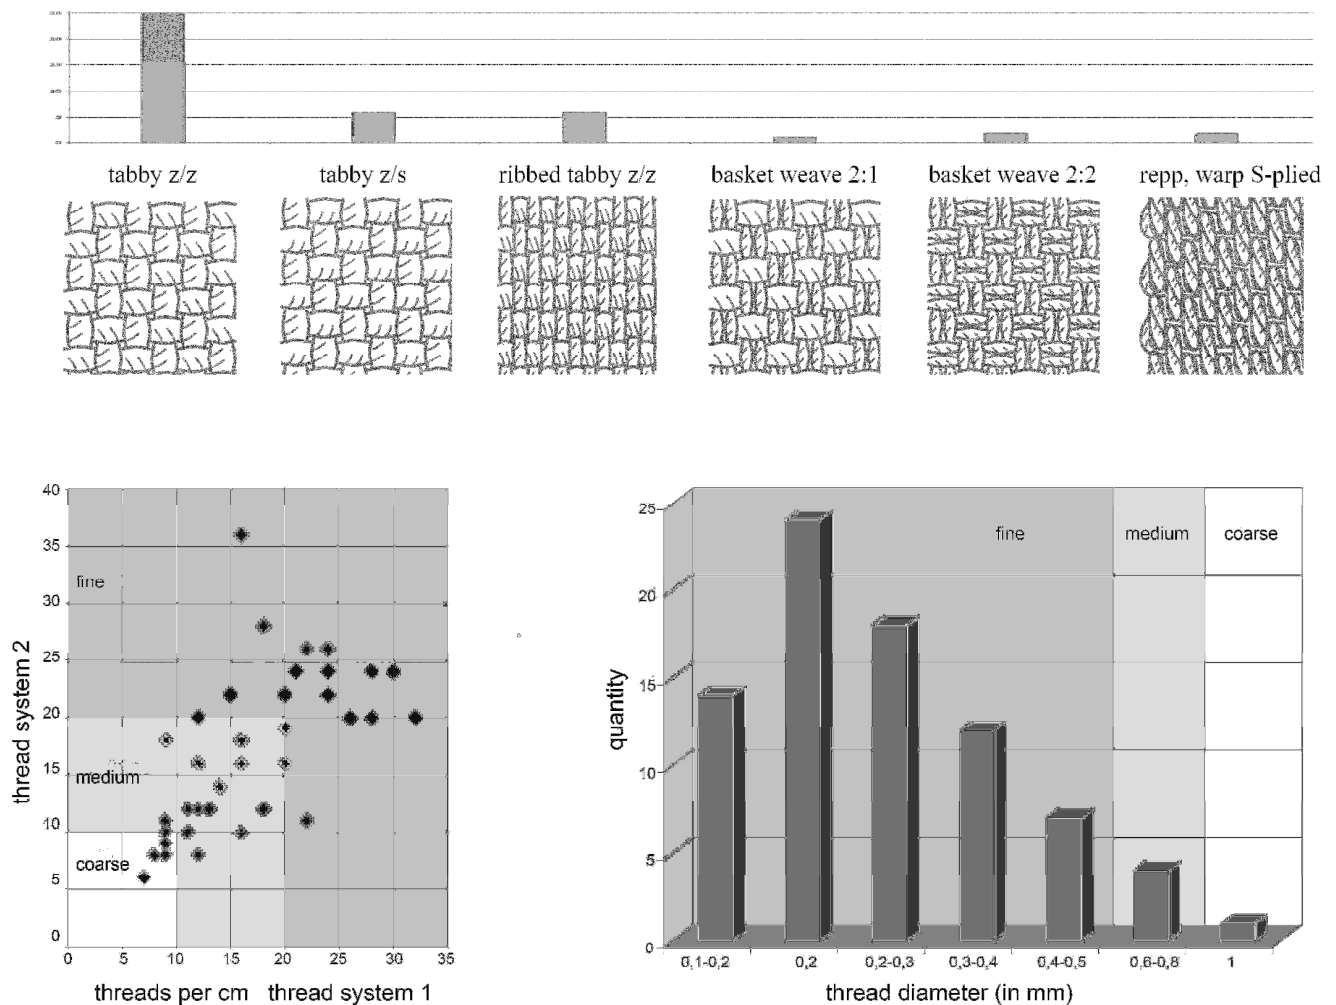 tabby z/z tabby z/s ribbed tabby z/z basket weave 2:1 basket weave 2:2 repp, warp S-plied
40
35
fine
30
25
20
medium
15
10
coarse
5
0
thread system 2
0 5 10 15 20 25 30 35
threads per cm thread system 1
25
fine medium coarse
20
15
10
5
0
quantity
0,1-0,2 0,2 0,2-0,3 0,3-0,4 0,4-0,5 0,6-0,8 1
thread diameter (in mm)